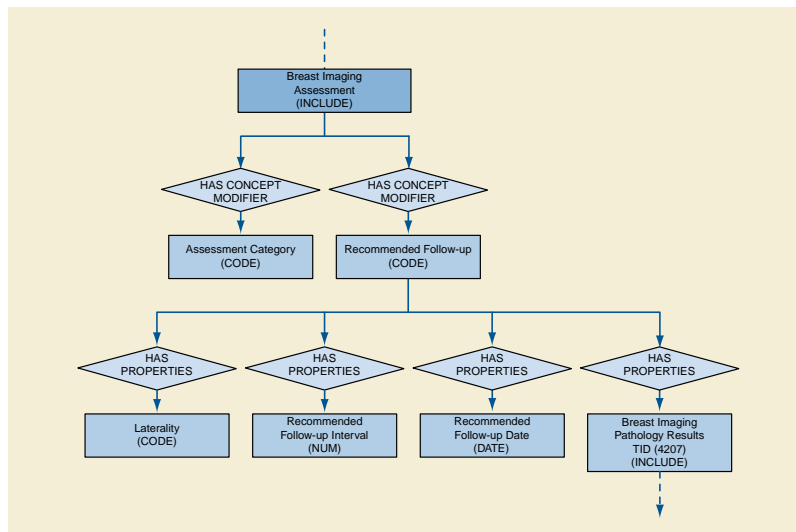 Breast Imaging
Assessment
(INCLUDE)
HAS CONCEPT
MODIFIER
HAS CONCEPT
MODIFIER
Assessment Category
(CODE)
Recommended Follow-up
(CODE)
HAS
PROPERTIES
HAS
PROPERTIES
HAS
PROPERTIES
HAS
PROPERTIES
Laterality
(CODE)
Recommended
Follow-up Interval
(NUM)
Recommended
Follow-up Date
(DATE)
Breast Imaging
Pathology Results
TID (4207)
(INCLUDE)